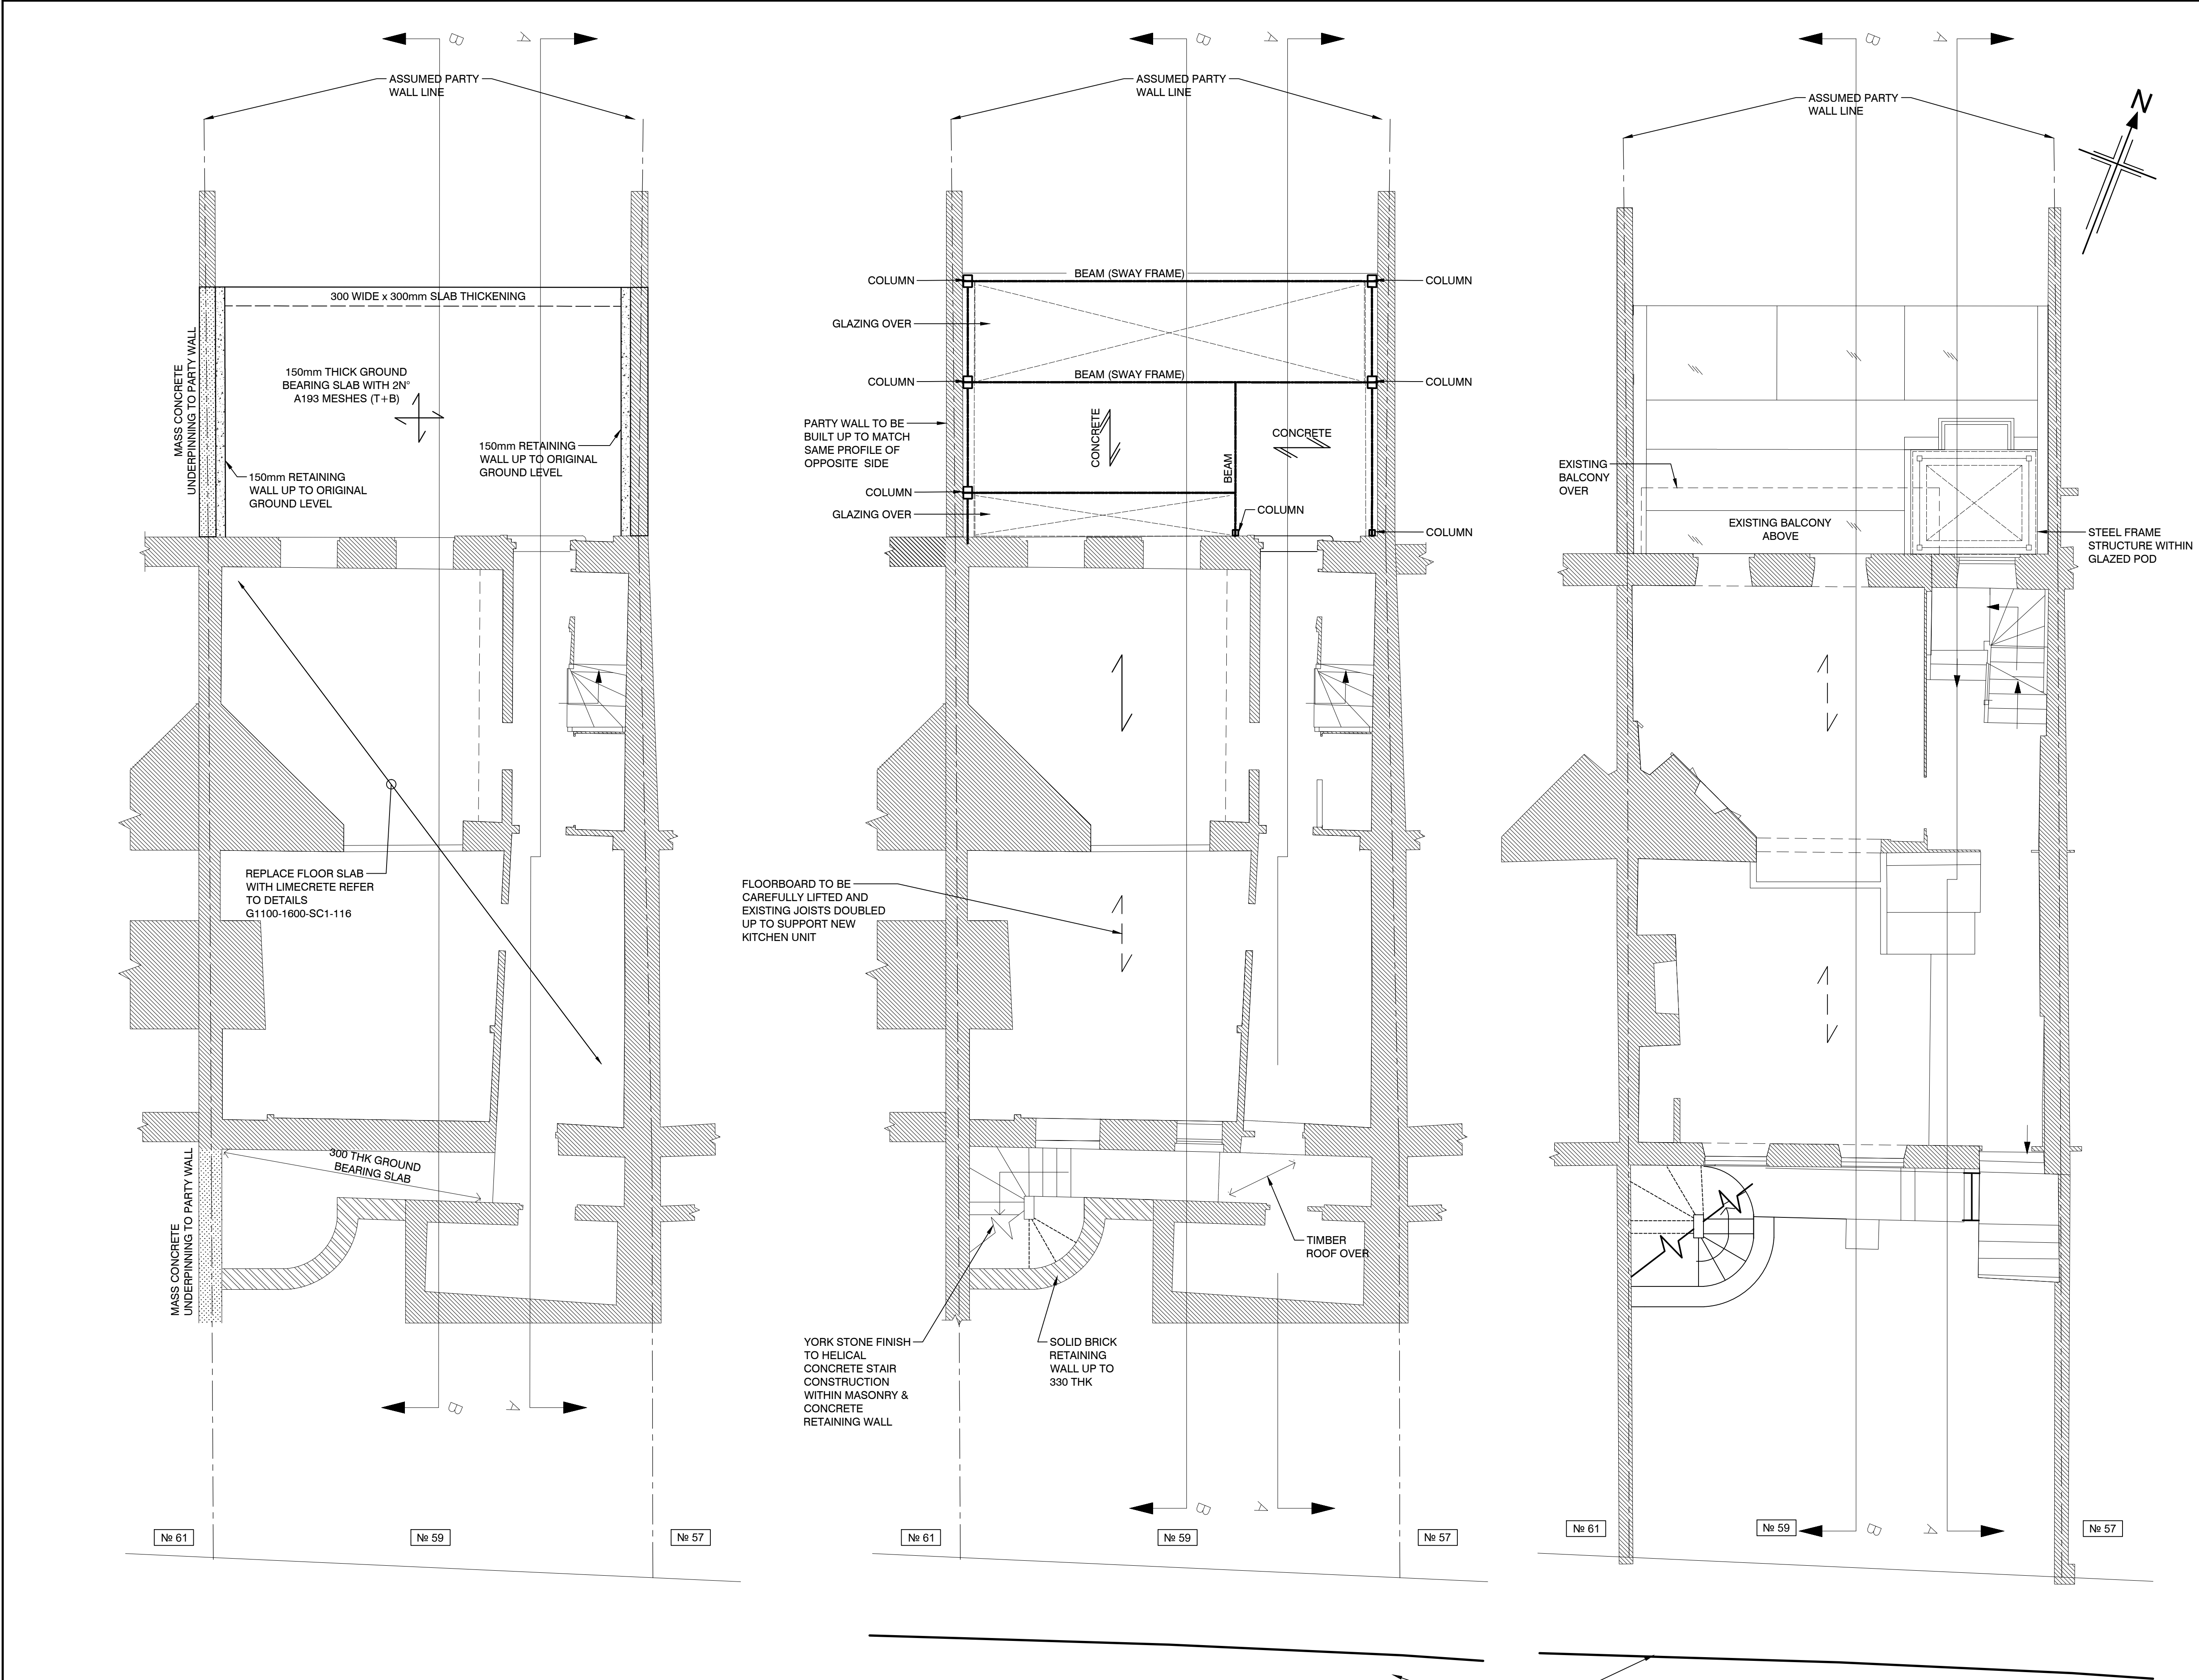 B
A
ASSUMED PARTY
WALL LINE
300 WIDE x 300mm SLAB THICKENING
MASS CONCRETE
UNDERPINNING TO PARTY WALL
150mm THICK GROUND
BEARING SLAB WITH 2N°
A193 MESHES (T+B)
150mm RETAINING
WALL UP TO ORIGINAL
GROUND LEVEL
150mm RETAINING
WALL UP TO ORIGINAL
GROUND LEVEL
REPLACE FLOOR SLAB
WITH LIMECRETE REFER
TO DETAILS
G1100-1600-SC1-116
300 THK GROUND
BEARING SLAB
MASS CONCRETE
UNDERPINNING TO PARTY WALL
B
A
№ 61
№ 59
№ 57
B
A
ASSUMED PARTY
WALL LINE
COLUMN
BEAM (SWAY FRAME)
COLUMN
GLAZING OVER
COLUMN
BEAM (SWAY FRAME)
COLUMN
PARTY WALL TO BE
BUILT UP TO MATCH
SAME PROFILE OF
OPPOSITE SIDE
CONCRETE
CONCRETE
BEAM
COLUMN
GLAZING OVER
COLUMN
COLUMN
FLOORBOARD TO BE
CAREFULLY LIFTED AND
EXISTING JOISTS DOUBLED
UP TO SUPPORT NEW
KITCHEN UNIT
TIMBER
ROOF OVER
YORK STONE FINISH
TO HELICAL
CONCRETE STAIR
CONSTRUCTION
WITHIN MASONRY &
CONCRETE
RETAINING WALL
SOLID BRICK
RETAINING
WALL UP TO
330 THK
B
A
№ 61
№ 59
№ 57
B
A
ASSUMED PARTY
WALL LINE
N
EXISTING
BALCONY
OVER
EXISTING BALCONY
ABOVE
STEEL FRAME
STRUCTURE WITHIN
GLAZED POD
№ 61
№ 59
B
A
№ 57